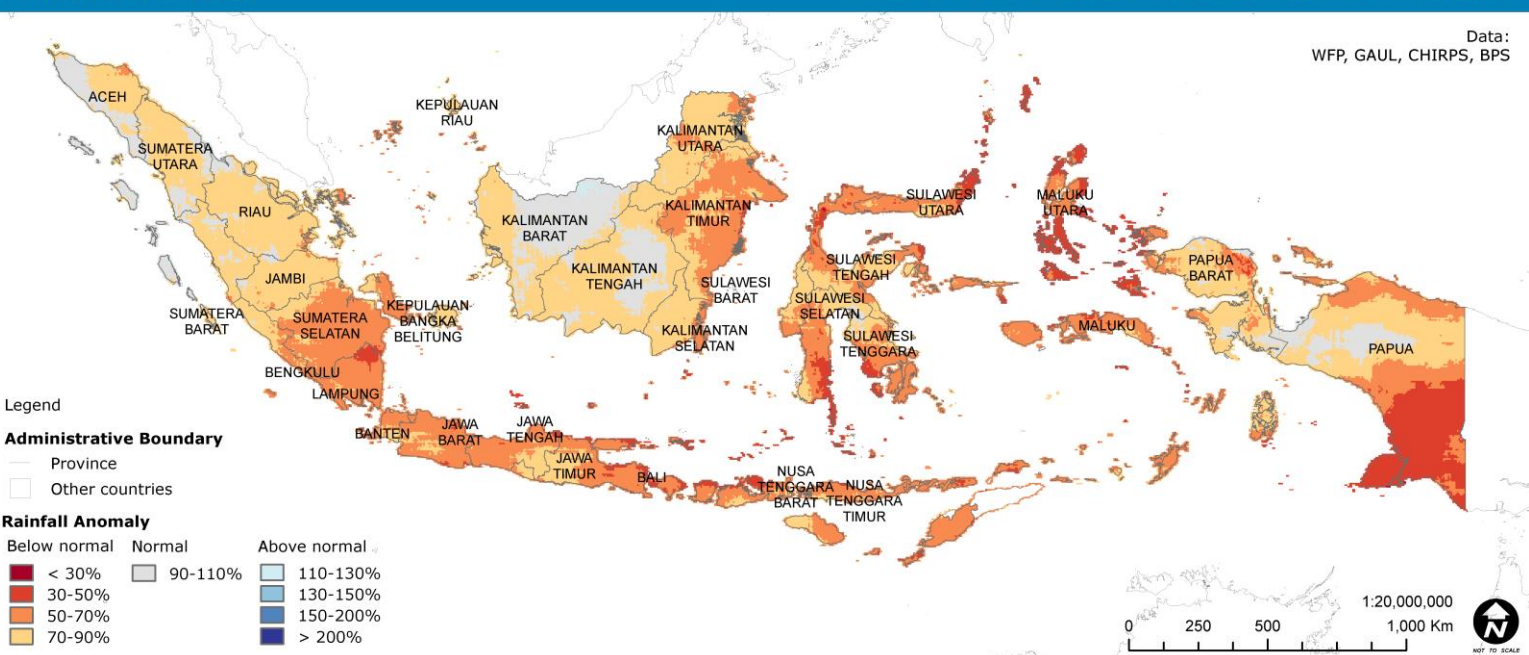 Data:
WFP, GAUL, CHIRPS, BPS
ACEH
SUMATERA
UTARA
RIAU
KEPULAUAN
RIAU
JAMBI
SUMATERA
BARAT
SUMATERA
SELATAN
KEPULAUAN
BANGKA
BELITUNG
BENGKULU
LAMPUNG
KALIMANTAN
UTARA
KALIMANTAN
BARAT
KALIMANTAN
TIMUR
KALIMANTAN
TENGAH
KALIMANTAN
SELATAN
SULAWESI
BARAT
SULAWESI
UTARA
SULAWESI
TENGAH
SULAWESI
SELATAN
SULAWESI
TENGGARA
MALUKU
UTARA
MALUKU
PAPUA
BARAT
PAPUA
BANTEN
JAWA
BARAT
JAWA
TENGAH
JAWA
TIMUR
BALI
NUSA
TENGGARA
BARAT
NUSA
TENGGARA
TIMUR
Legend
Administrative Boundary
Province
Other countries
Rainfall Anomaly
Below normal Normal Above normal
< 30% 90-110% 110-130%
30-50% 130-150%
50-70% 150-200%
70-90% > 200%
1:20,000,000
0 250 500 1,000 Km
N
NOT TO SCALE